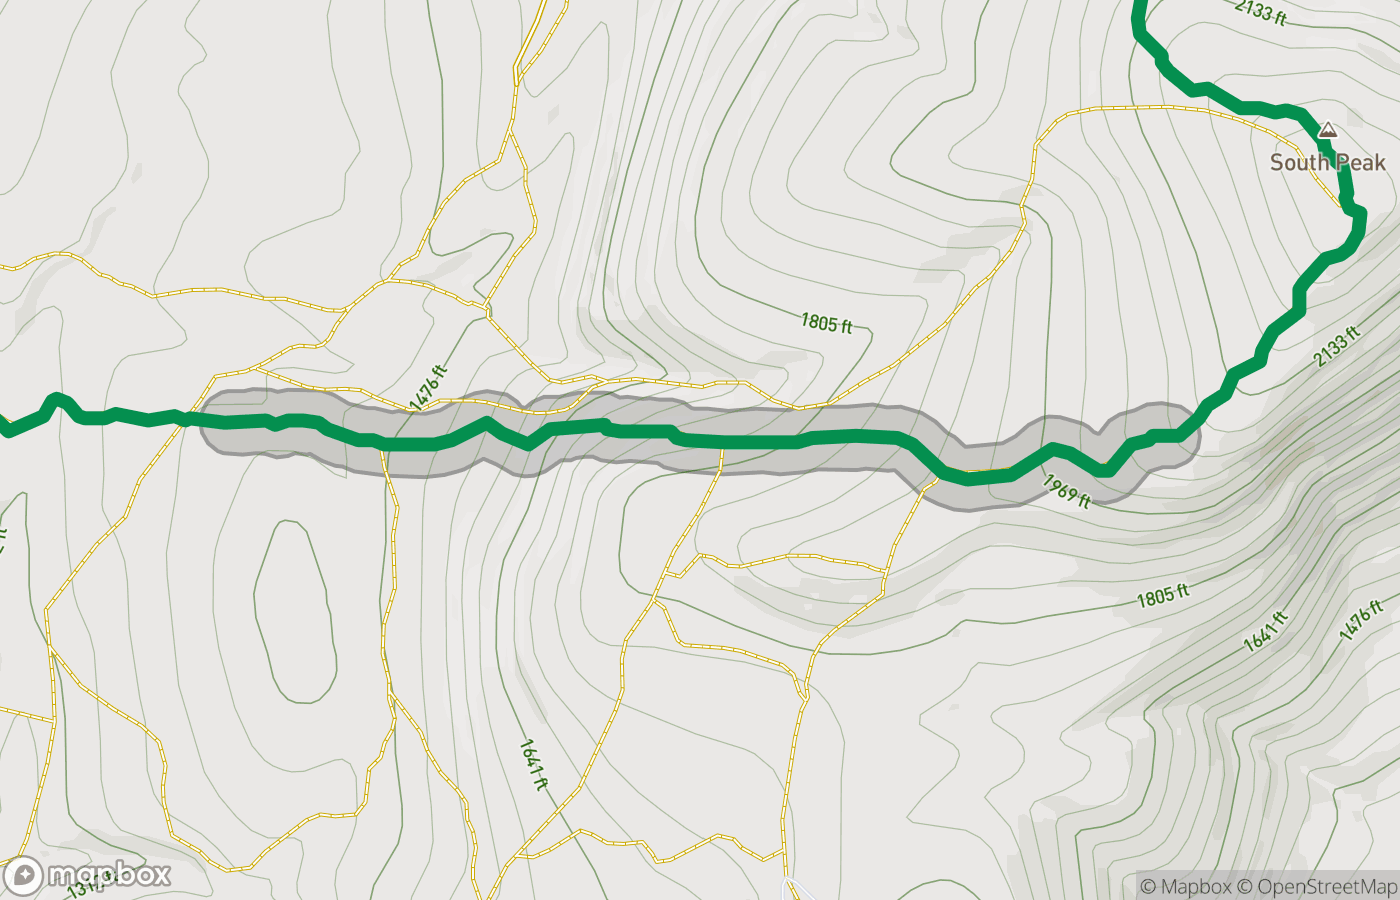 2133 ft
South Peak
1805 ft
2133 ft
1476 ft
1969 ft
1805 ft
1476 ft
1641 ft
1641 ft
mapbox
© Mapbox © OpenStreetMap